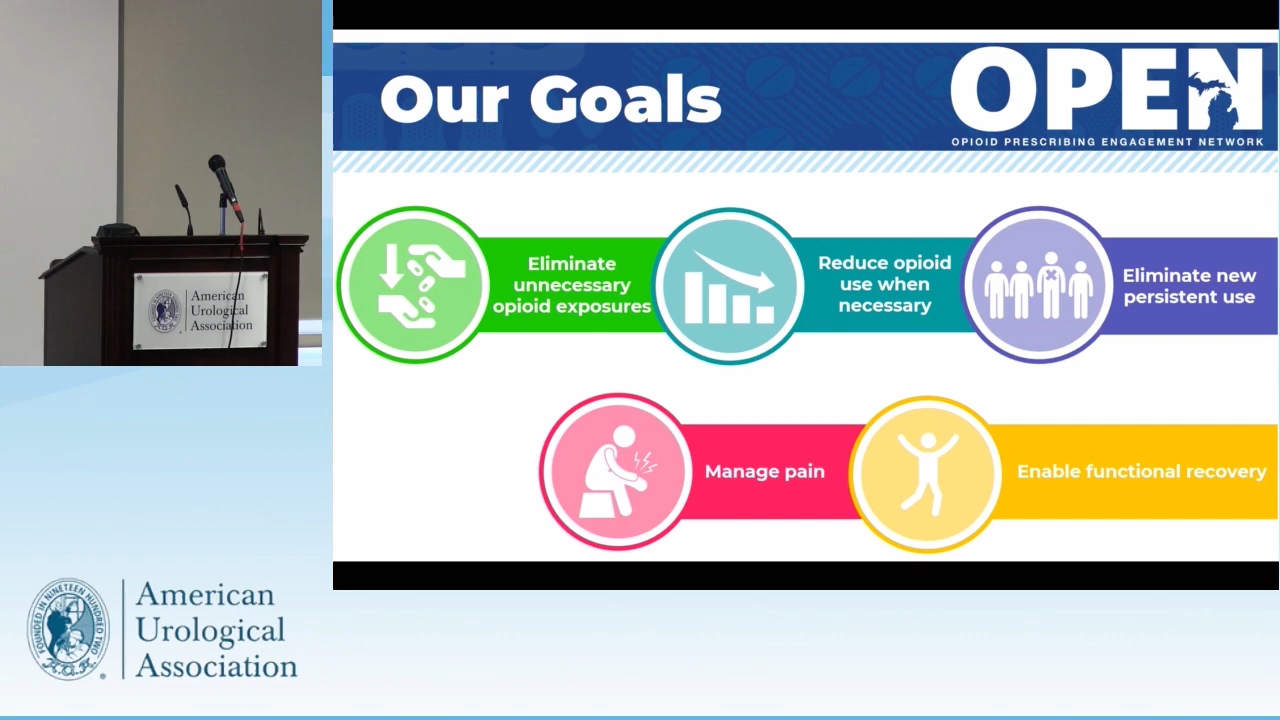 Our Goals
OPEN
OPIOID PRESCRIBING ENGAGEMENT NETWORK
Eliminate
unnecessary
opioid exposures
Reduce opioid
use when
necessary
Eliminate new
persistent use
Manage pain
Enable functional recovery
American
Urological
Association
FOUNDED IN NINETEEN HUNDRED TWO
A.U.A.
®
American
Urological
Association